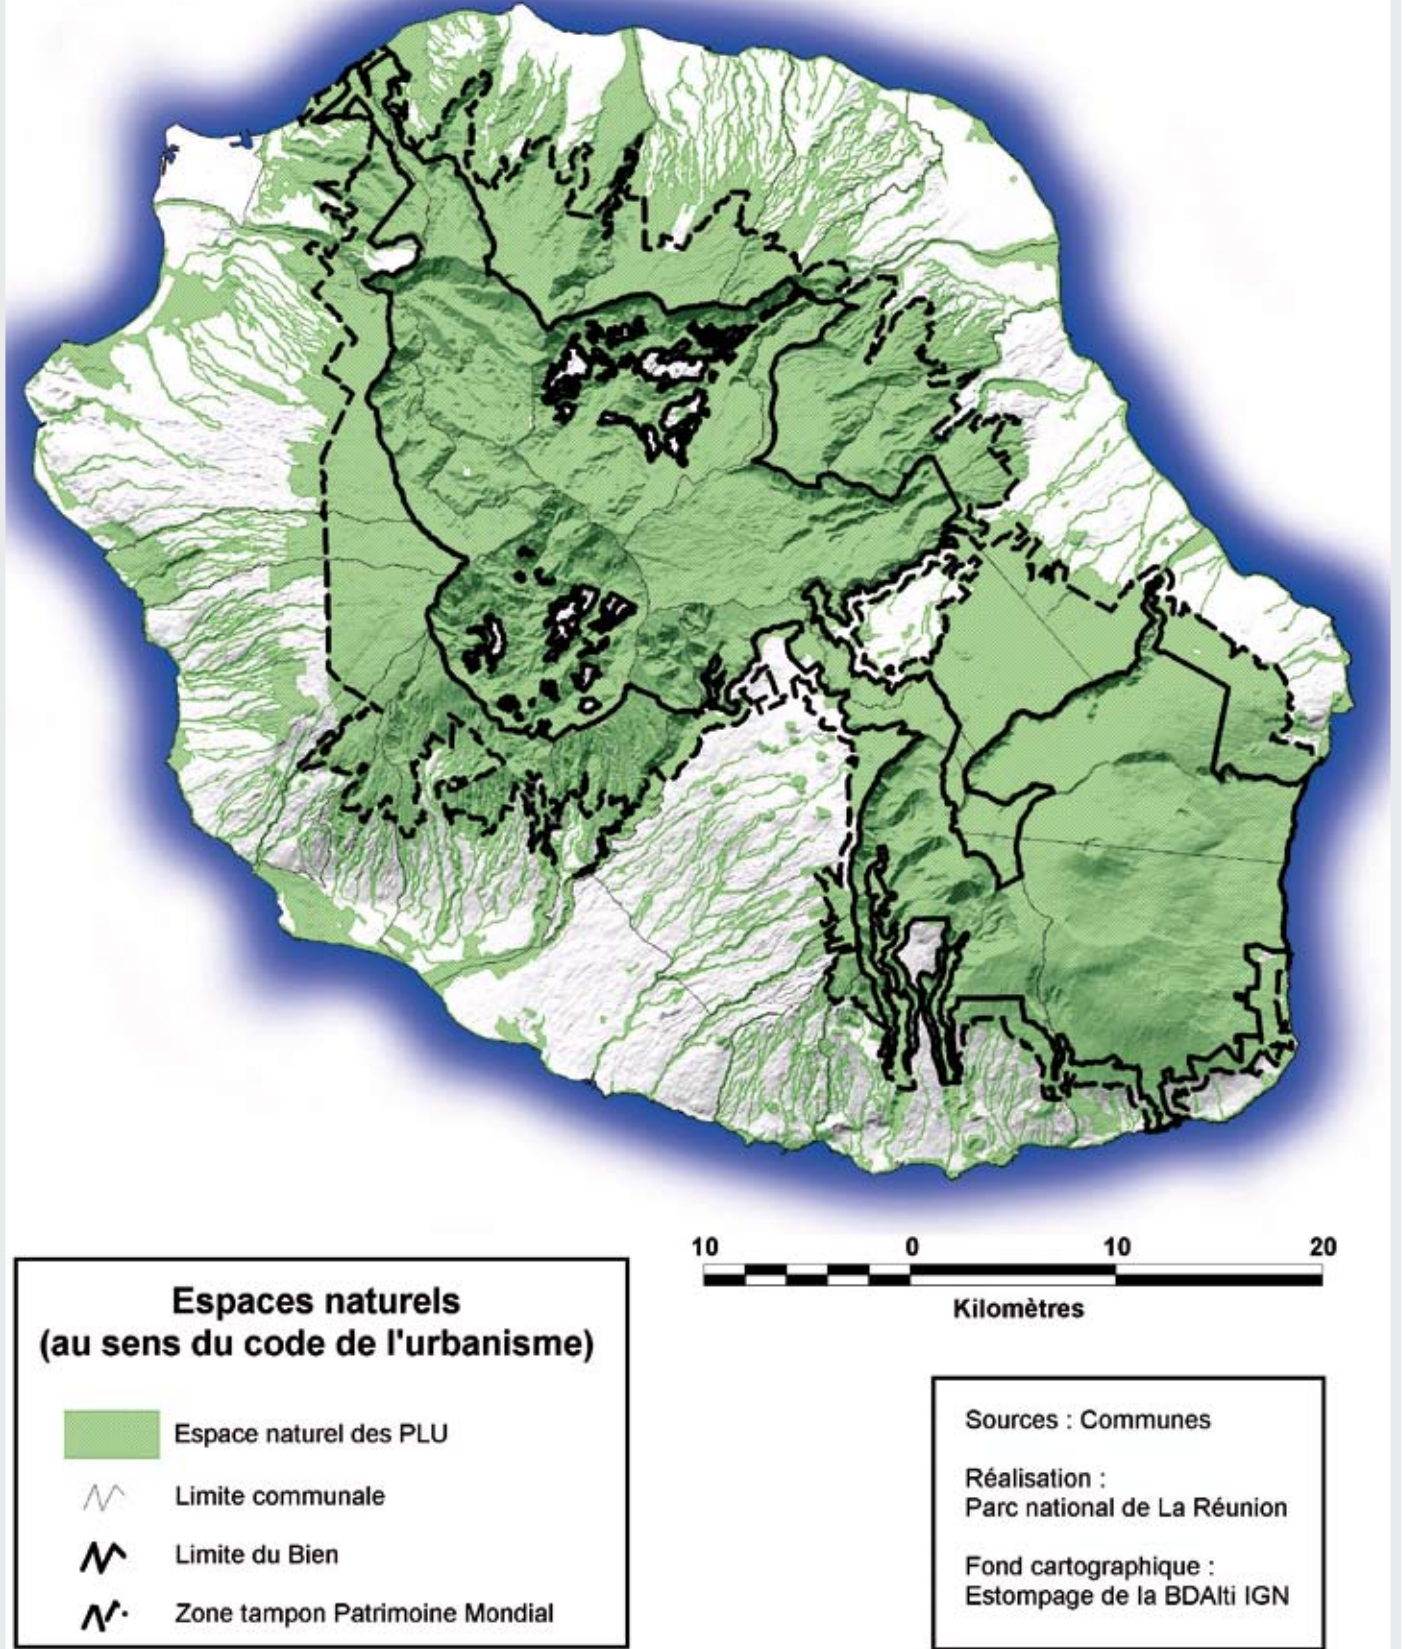 10 0 10 20
Kilomètres
Espaces naturels
(au sens du code de l'urbanisme)
Espace naturel des PLU
Limite communale
Limite du Bien
Zone tampon Patrimoine Mondial
Sources : Communes
Réalisation :
Parc national de La Réunion
Fond cartographique :
Estompage de la BDAlti IGN